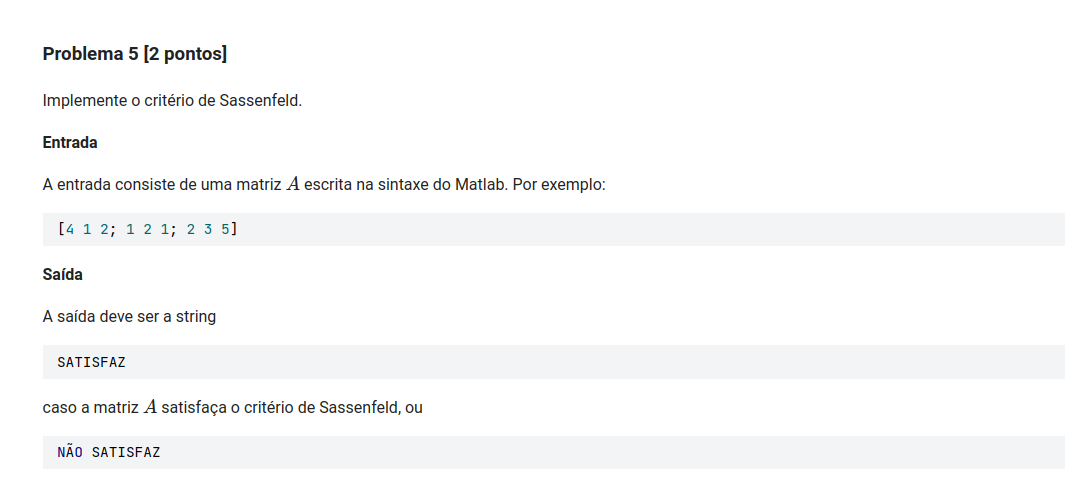 Problema 5 [2 pontos]
Implemente o critério de Sassenfeld.
Entrada
A entrada consiste de uma matriz A escrita na sintaxe do Matlab. Por exemplo:
[4 1 2; 1 2 1; 2 3 5]
Saída
A saída deve ser a string
SATISFAZ
caso a matriz A satisfaça o critério de Sassenfeld, ou
NÃO SATISFAZ